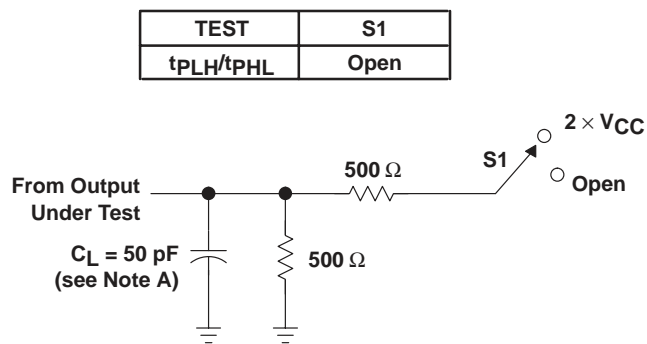 TEST S1
tPLH/tPHL Open
2 × VCC
S1
500 Ω
Open
From Output
Under Test
CL = 50 pF
(see Note A)
500 Ω